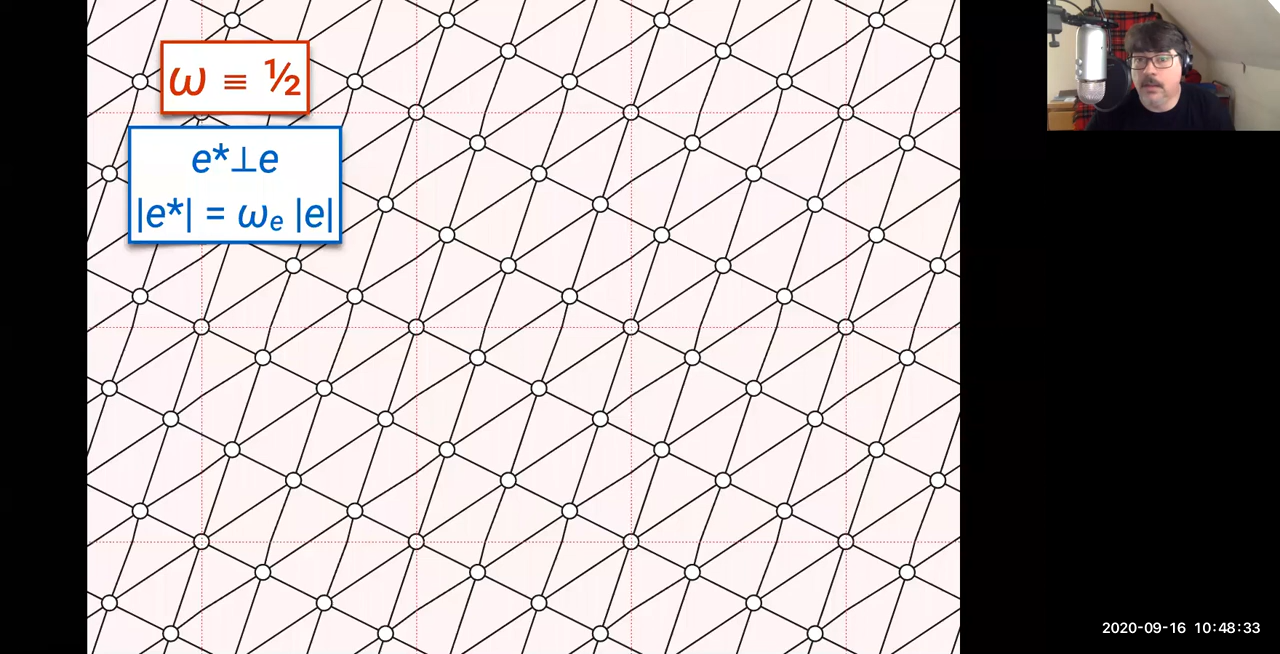 ω ≡ ½
e*⊥e
|e*| = ωₑ |e|
2020-09-16 10:48:33